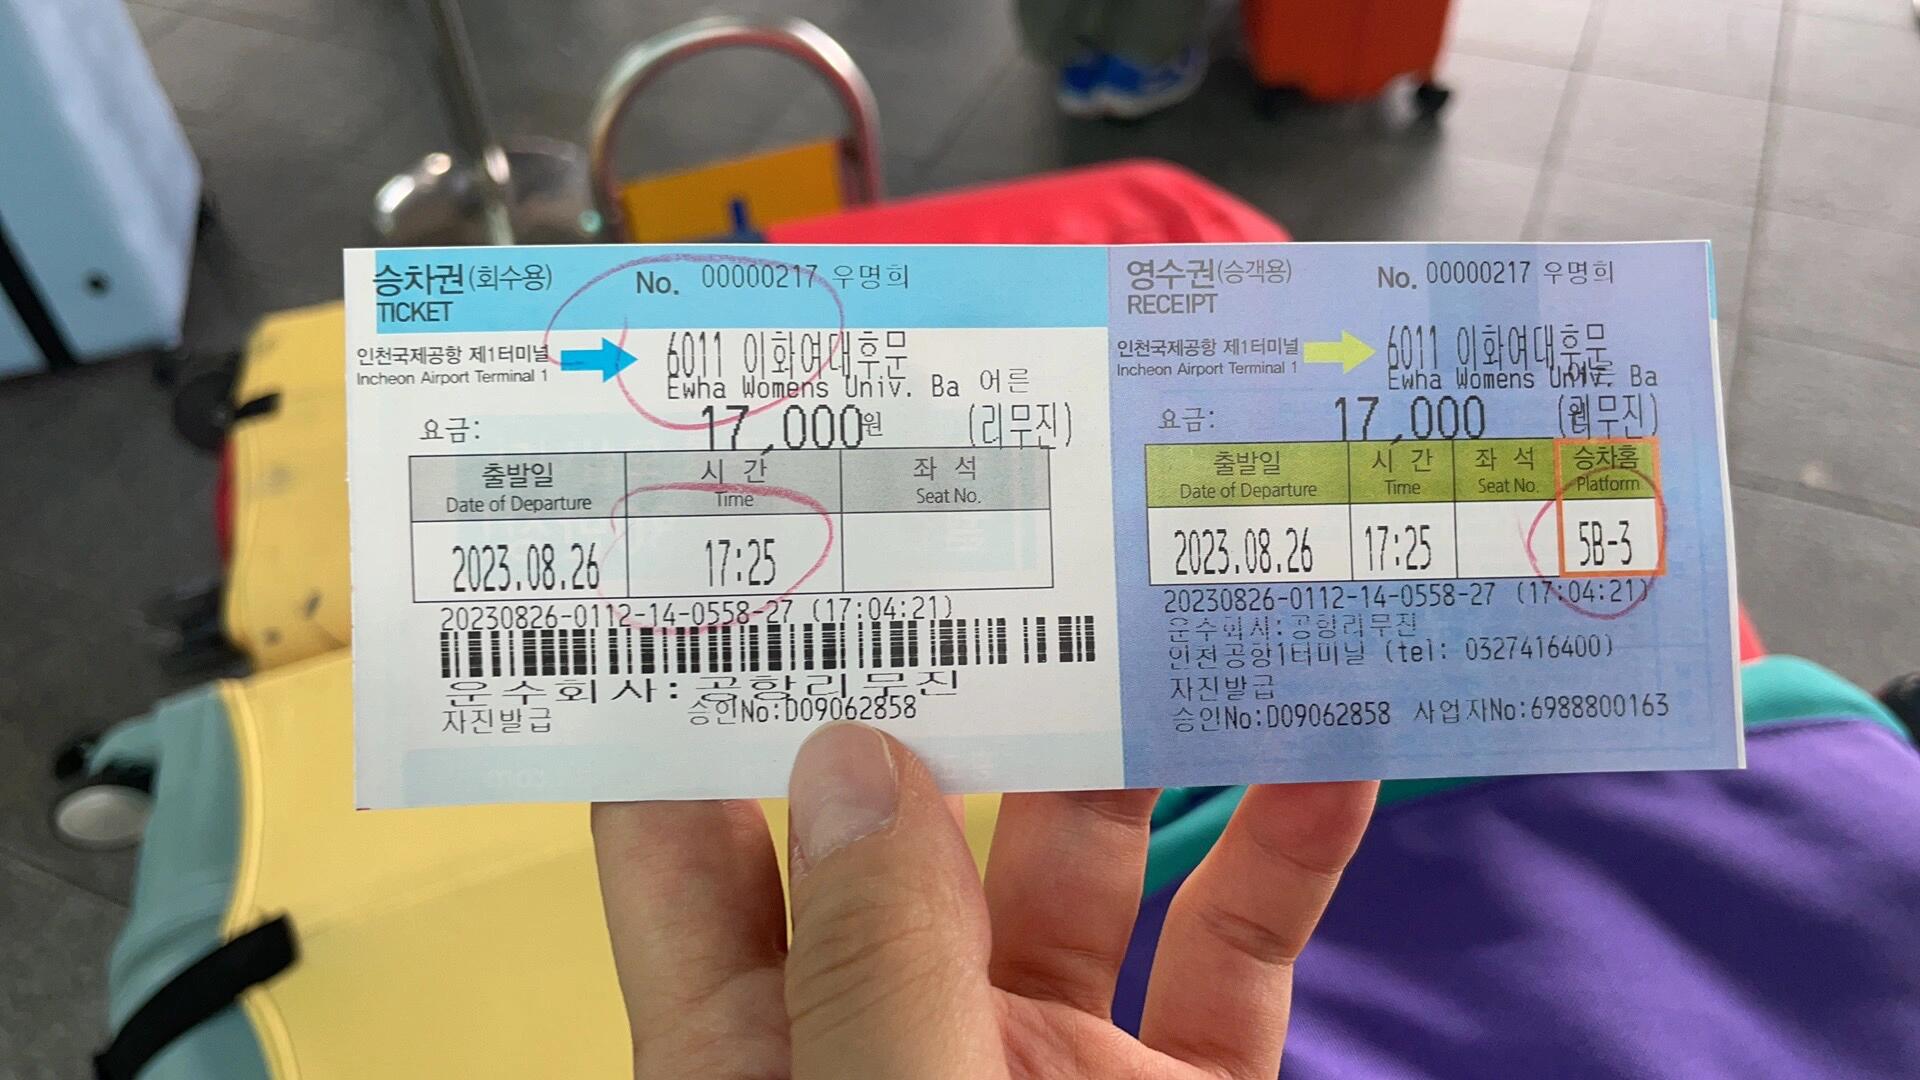 승차권(회수용) No. 00000217 우명희
TICKET
인천국제공항 제1터미널 6011 이화여대후문
Incheon Airport Terminal 1 Ewha Womens Univ. Ba 어른
요금: 17,000원 (리무진)
출발일 시 간 좌 석
Date of Departure Time Seat No.
2023.08.26 17:25
20230826-0112-14-0558-27 (17:04:21)
운수회사:공항리무진
자진발급 승인No:D09062858
영수권(승객용) No. 00000217 우명희
RECEIPT
인천국제공항 제1터미널 6011 이화여대후문
Incheon Airport Terminal 1 Ewha Womens Univ. Ba 어른
요금: 17,000 원 (리무진)
출발일 시 간 좌 석 승차홈
Date of Departure Time Seat No. Platform
2023.08.26 17:25 5B-3
20230826-0112-14-0558-27 (17:04:21)
운수회사:공항리무진
인천공항1터미널 (tel: 0327416400)
자진발급
승인No:D09062858 사업자No:6988800163